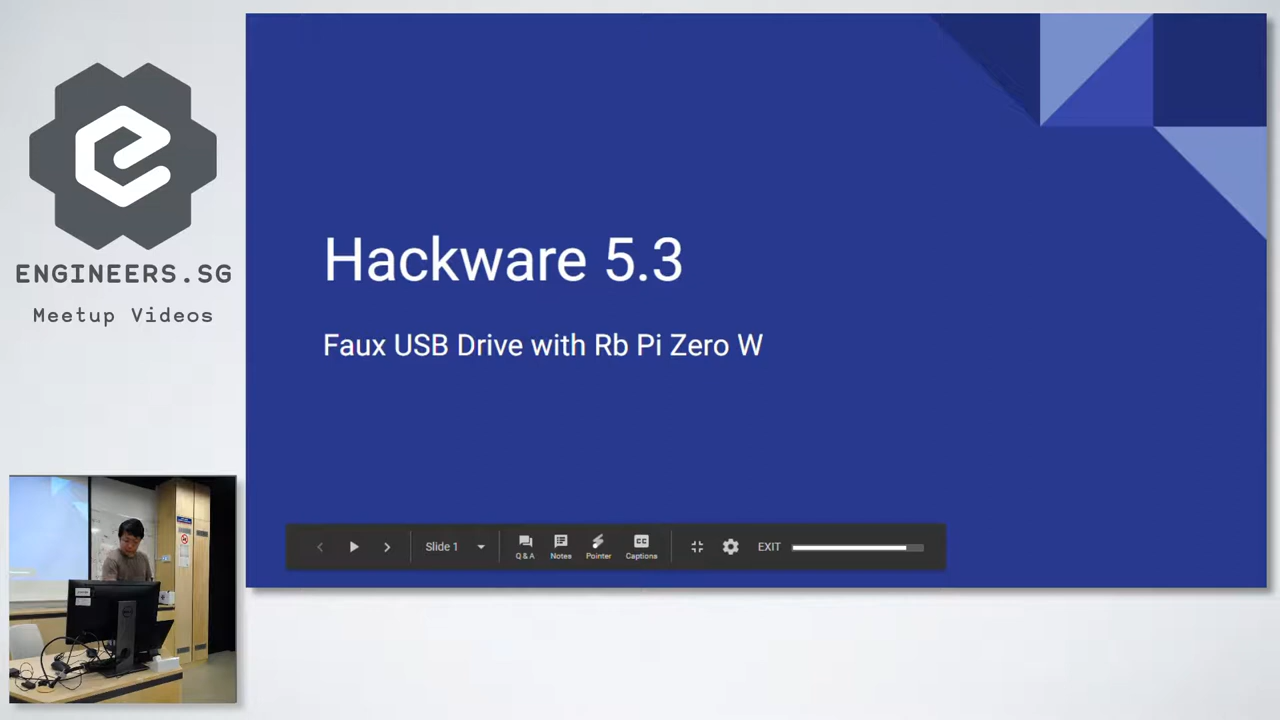 ENGINEERS.SG
Meetup Videos
Hackware 5.3
Faux USB Drive with Rb Pi Zero W
Slide 1
Q & A
Notes
Pointer
CC
Captions
EXIT